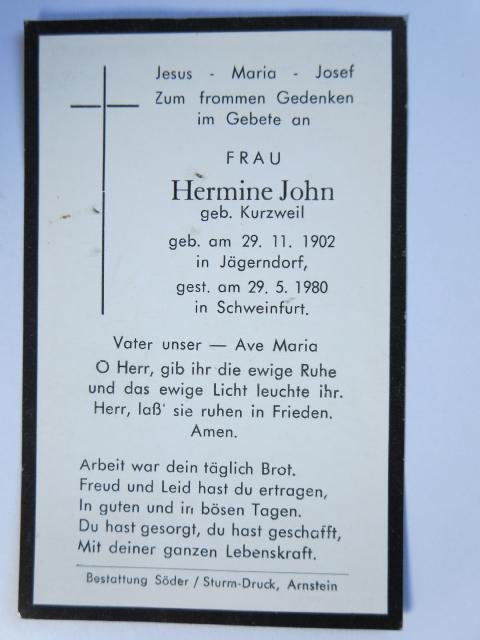 Jesus - Maria - Josef
Zum frommen Gedenken
im Gebete an
FRAU
Hermine John
geb. Kurzweil
geb. am 29. 11. 1902
in Jägerndorf,
gest. am 29. 5. 1980
in Schweinfurt.
Vater unser — Ave Maria
O Herr, gib ihr die ewige Ruhe
und das ewige Licht leuchte ihr.
Herr, laß' sie ruhen in Frieden.
Amen.
Arbeit war dein täglich Brot.
Freud und Leid hast du ertragen,
In guten und in bösen Tagen.
Du hast gesorgt, du hast geschafft,
Mit deiner ganzen Lebenskraft.
Bestattung Söder / Sturm-Druck, Arnstein